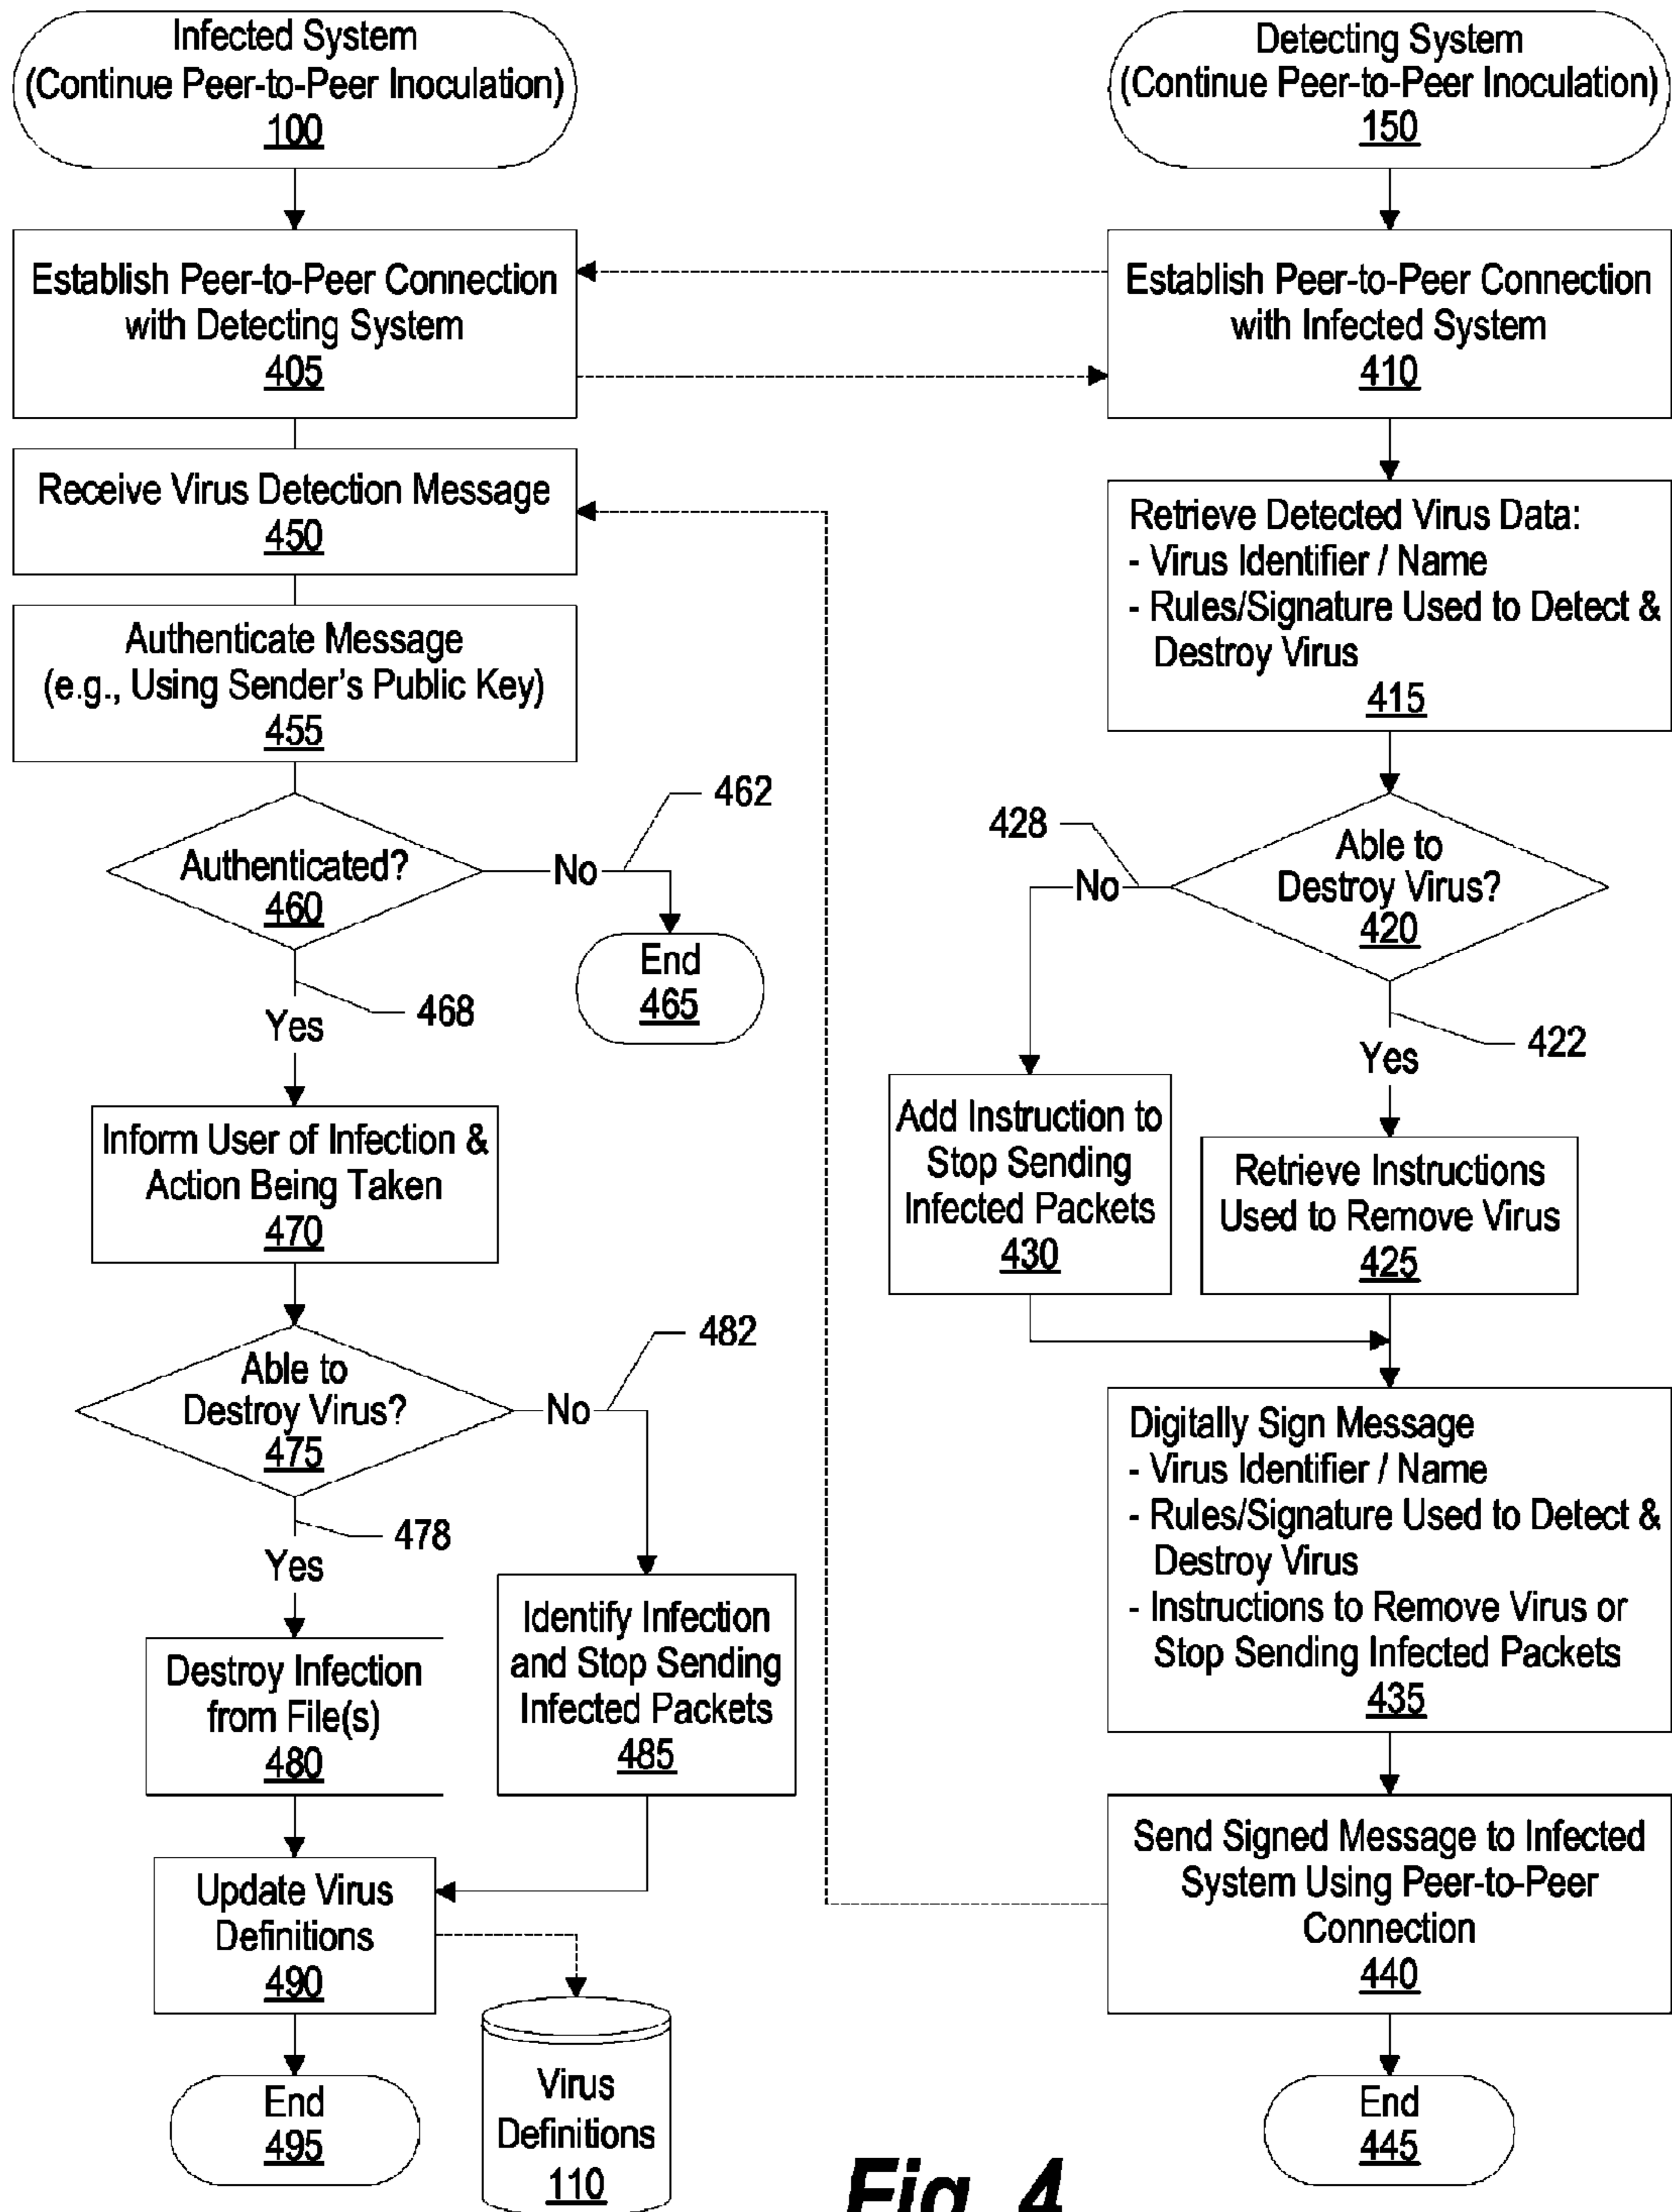 Infected System
(Continue Peer-to-Peer Inoculation)
100
Establish Peer-to-Peer Connection
with Detecting System
405
Receive Virus Detection Message
450
Authenticate Message
(e.g., Using Sender's Public Key)
455
Authenticated?
460
No
462
End
465
468
Yes
Inform User of Infection &
Action Being Taken
470
Able to
Destroy Virus?
475
No
482
478
Yes
Destroy Infection
from File(s)
480
Identify Infection
and Stop Sending
Infected Packets
485
Update Virus
Definitions
490
End
495
Virus
Definitions
110
Detecting System
(Continue Peer-to-Peer Inoculation)
150
Establish Peer-to-Peer Connection
with Infected System
410
Retrieve Detected Virus Data:
- Virus Identifier / Name
- Rules/Signature Used to Detect &
Destroy Virus
415
Able to
Destroy Virus?
420
428
No
422
Yes
Add Instruction to
Stop Sending
Infected Packets
430
Retrieve Instructions
Used to Remove Virus
425
Digitally Sign Message
- Virus Identifier / Name
- Rules/Signature Used to Detect &
Destroy Virus
- Instructions to Remove Virus or
Stop Sending Infected Packets
435
Send Signed Message to Infected
System Using Peer-to-Peer
Connection
440
End
445
Fig. 4